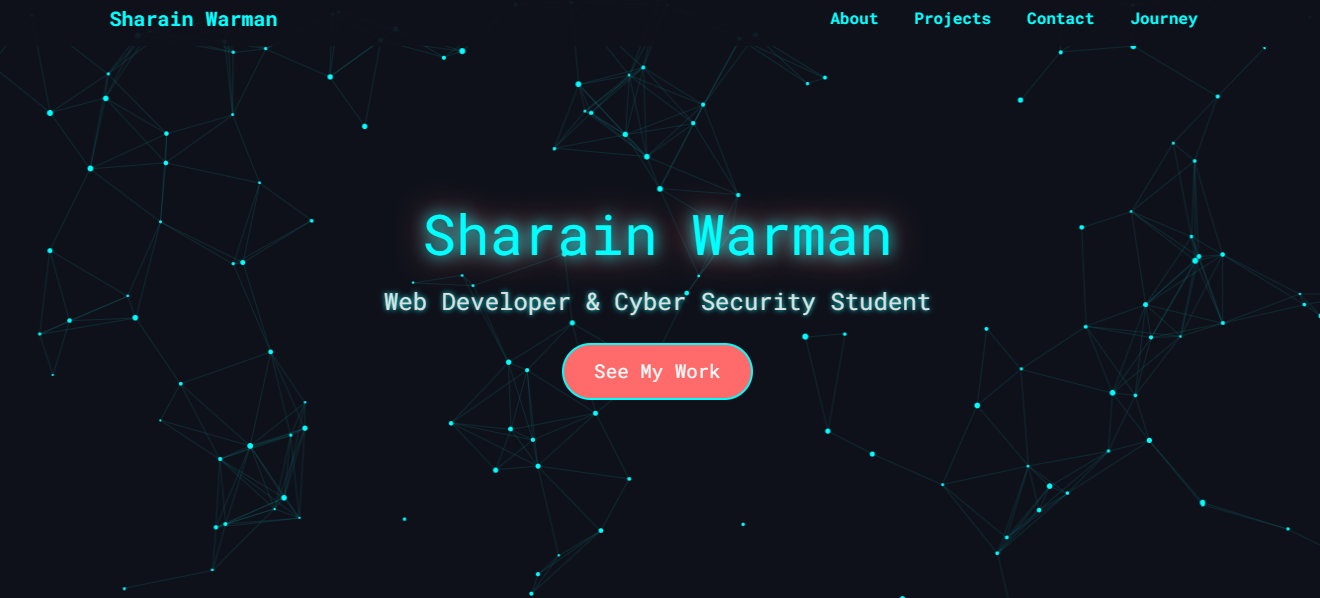 Sharain Warman
About Projects Contact Journey
Sharain Warman
Web Developer & Cyber Security Student
See My Work